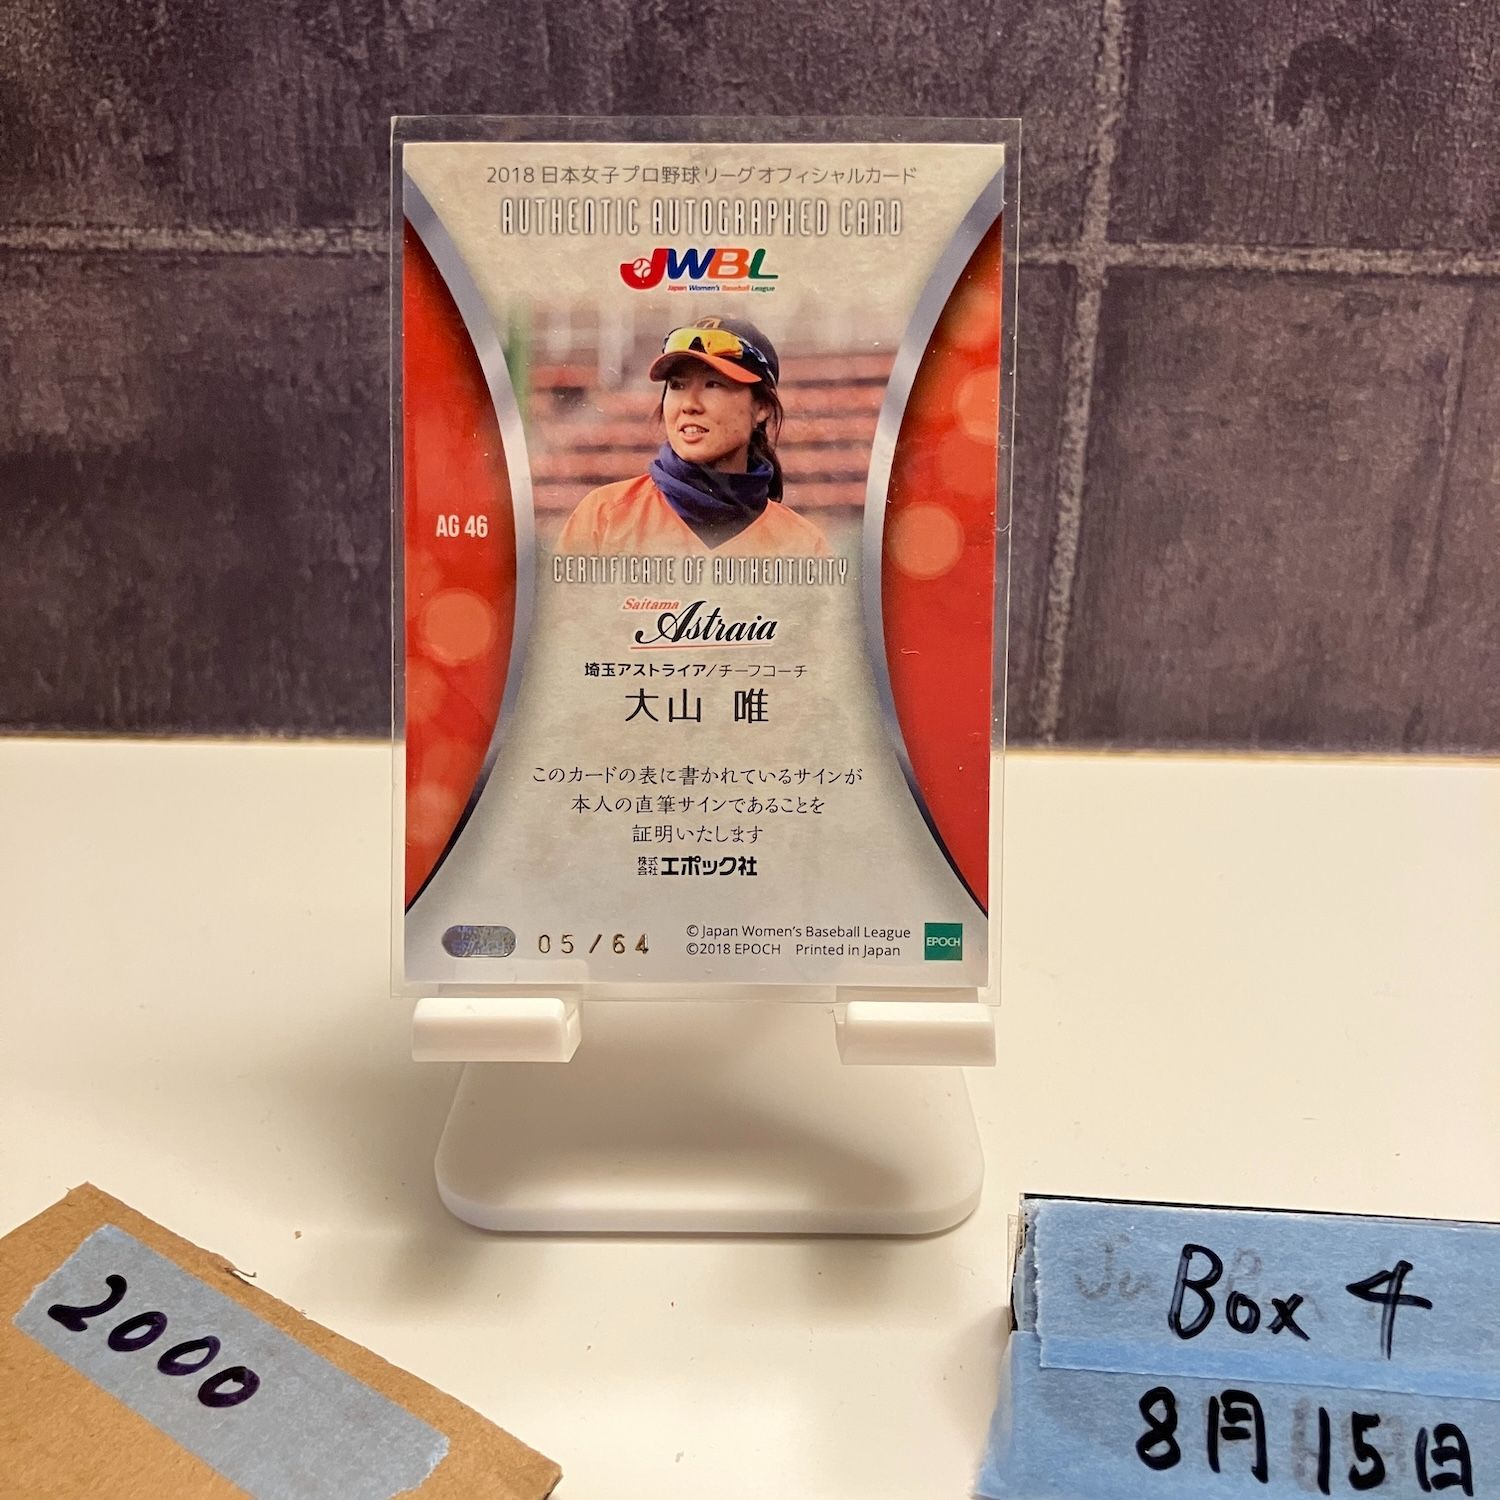 2018 日本女子プロ野球リーグオフィシャルカード
AUTHENTIC AUTOGRAPHED CARD
JWBL
Japan Women's Baseball League
AG 46
CERTIFICATE OF AUTHENTICITY
Saitama
Astraia
埼玉アストライア/チーフコーチ
大山 唯
このカードの表に書かれているサインが
本人の直筆サインであることを
証明いたします
株式会社 エポック社
05/64
© Japan Women's Baseball League
©2018 EPOCH Printed in Japan
EPOCH
2000
Box 4
8月15日